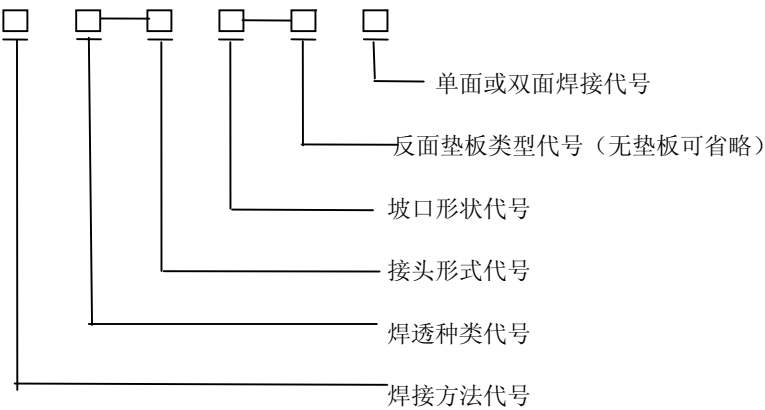 单面或双面焊接代号
反面垫板类型代号（无垫板可省略）
坡口形状代号
接头形式代号
焊透种类代号
焊接方法代号